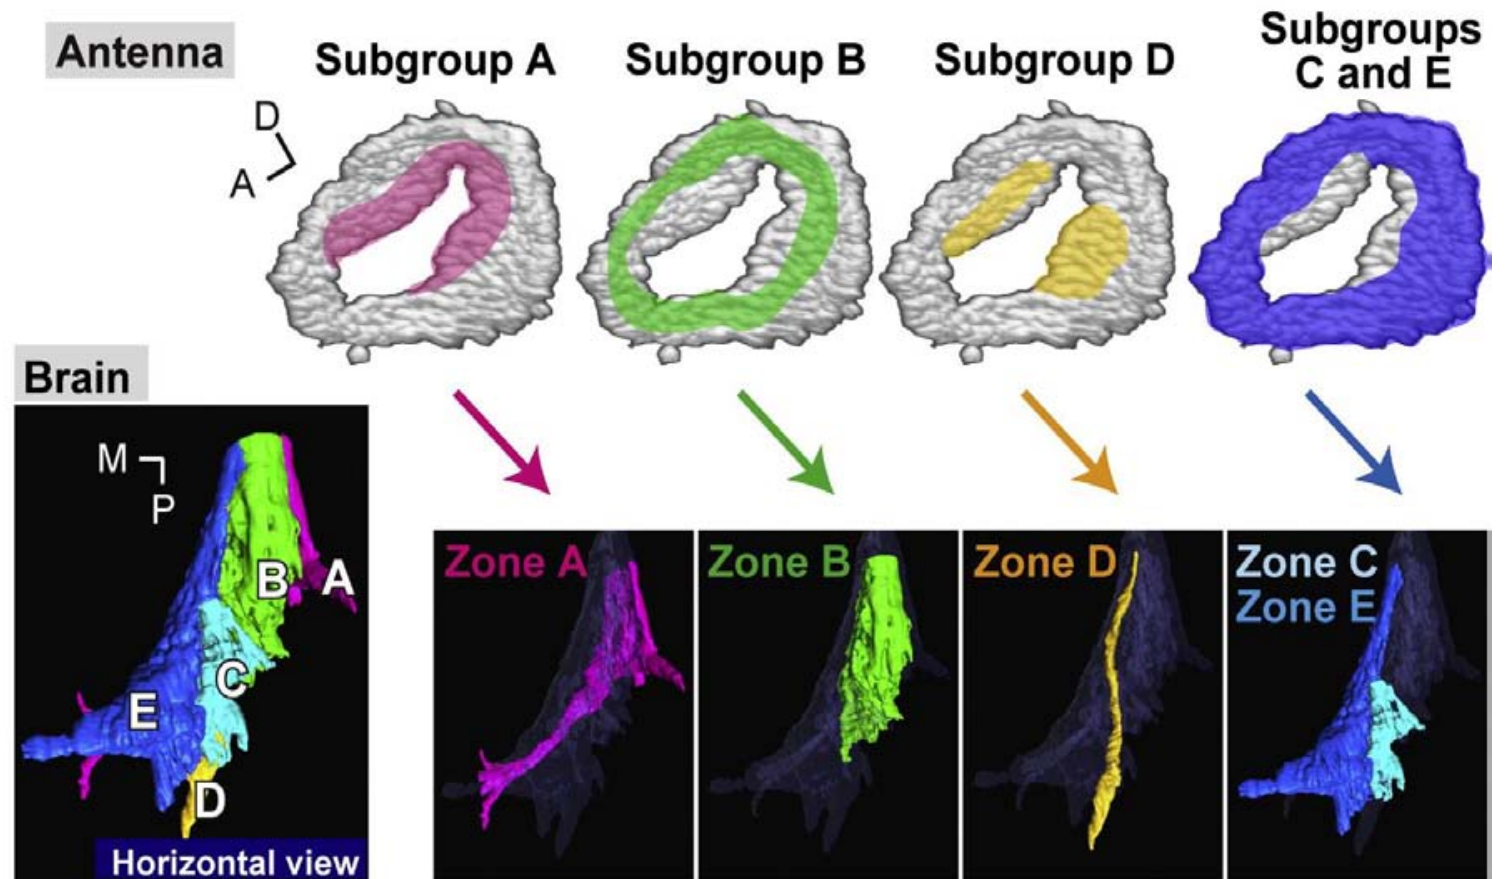 Antenna
Subgroup A
Subgroup B
Subgroup D
Subgroups
C and E
D
A
Brain
M
P
B
A
C
E
D
Horizontal view
Zone A
Zone B
Zone D
Zone C
Zone E